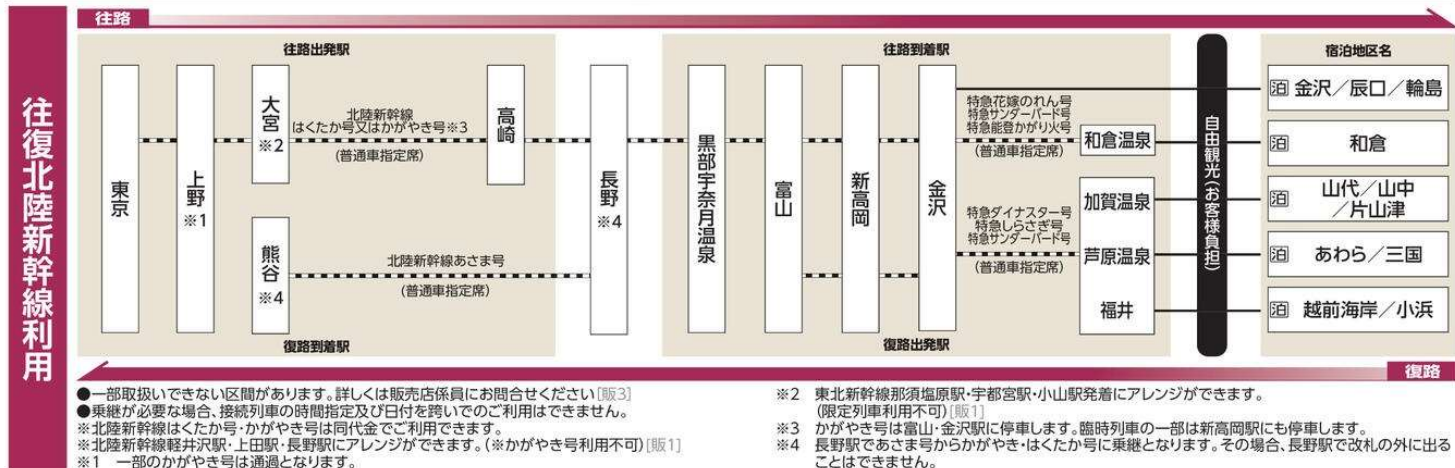 往復北陸新幹線利用
往路
往路出発駅
往路到着駅
宿泊地区名
東京
上野
※1
大宮
※2
熊谷
※4
北陸新幹線
はくたか号又はかがやき号※3
(普通車指定席)
北陸新幹線あさま号
(普通車指定席)
高崎
長野
※4
黒部宇奈月温泉
富山
新高岡
金沢
特急花嫁のれん号
特急サンダーバード号
特急能登かがり火号
(普通車指定席)
特急ダイナスター号
特急しらさぎ号
特急サンダーバード号
(普通車指定席)
和倉温泉
加賀温泉
芦原温泉
福井
自由観光(お客様負担)
泊 金沢/辰口/輪島
泊 和倉
泊 山代/山中
/片山津
泊 あわら/三国
泊 越前海岸/小浜
復路到着駅
復路出発駅
復路
●一部取扱いできない区間があります。詳しくは販売店係員にお問合せください[販3]
●乗継が必要な場合、接続列車の時間指定及び日付を跨いでのご利用はできません。
※北陸新幹線はくたか号・かがやき号は同代金でご利用できます。
※北陸新幹線軽井沢駅・上田駅・長野駅にアレンジができます。(※かがやき号利用不可)[販1]
※1 一部のかがやき号は通過となります。
※2 東北新幹線那須塩原駅・宇都宮駅・小山駅発着にアレンジができます。
(限定列車利用不可)[販1]
※3 かがやき号は富山・金沢駅に停車します。臨時列車の一部は新高岡駅にも停車します。
※4 長野駅であさま号からかがやき・はくたか号に乗継となります。その場合、長野駅で改札の外に出る
ことはできません。